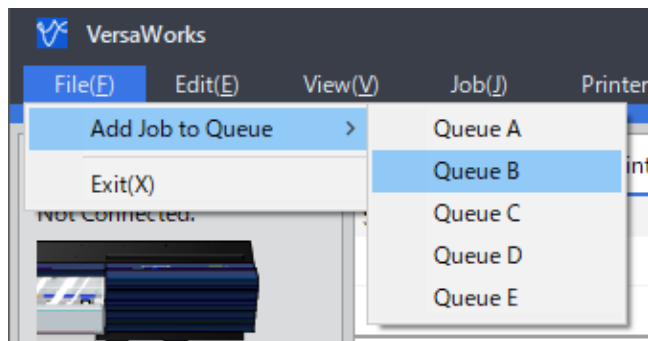 VersaWorks
File(F) Edit(E) View(V) Job(J) Printer
Add Job to Queue > Queue A
Queue B
Exit(X)
Not Connected.
Queue C
Queue D
Queue E